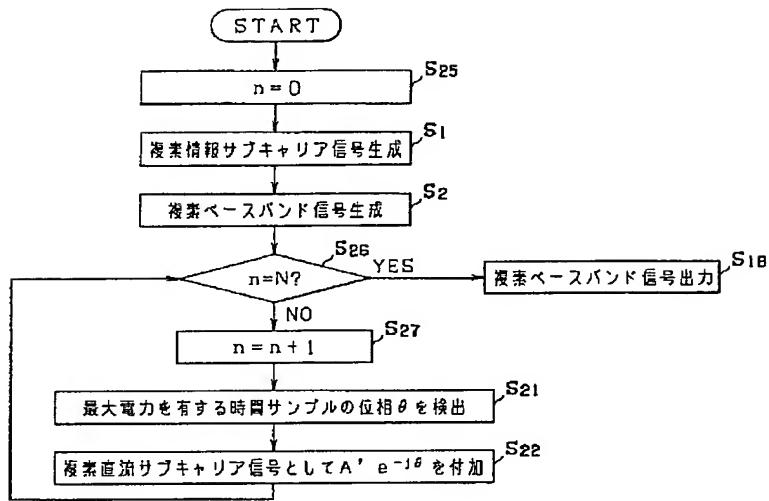 START
S25
n=0
S1
複素情報サブキャリア信号生成
S2
複素ベースバンド信号生成
S26
n=N?
YES
S18
複素ベースバンド信号出力
NO
S27
n=n+1
S21
最大電力を有する時間サンプルの位相θを検出
S22
複素直流サブキャリア信号としてA' e^-jθを付加